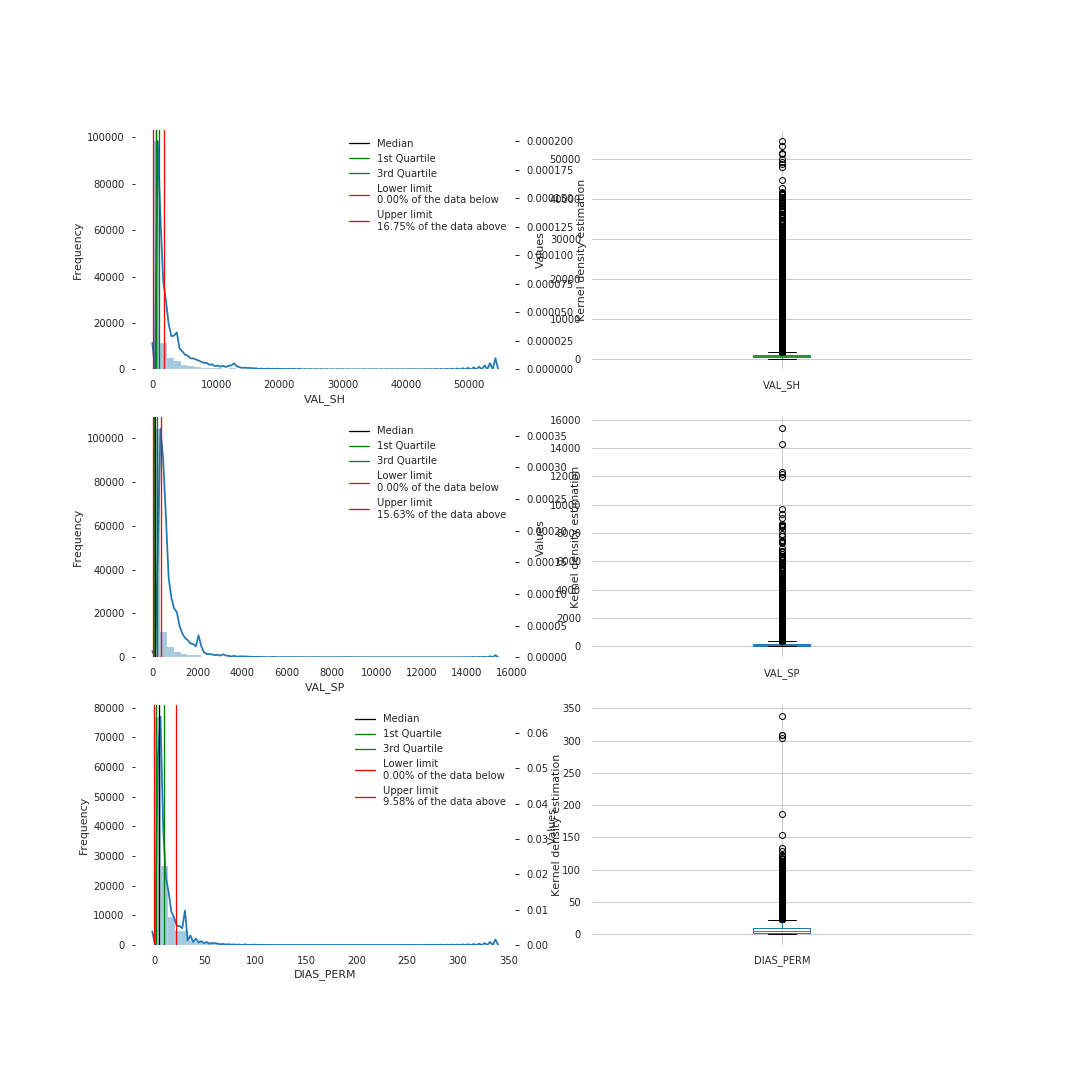 100000
80000
60000
40000
20000
0
Frequency
0
10000
20000
30000
40000
50000
VAL_SH
Median
1st Quartile
3rd Quartile
Lower limit
0.00% of the data below
Upper limit
16.75% of the data above
0.000200
0.000175
0.000150
0.000125
0.000100
0.000075
0.000050
0.000025
0.000000
Kernel density estimation
Values
50000
40000
30000
20000
10000
0
VAL_SH
100000
80000
60000
40000
20000
0
Frequency
0
2000
4000
6000
8000
10000
12000
14000
16000
VAL_SP
Median
1st Quartile
3rd Quartile
Lower limit
0.00% of the data below
Upper limit
15.63% of the data above
0.00035
0.00030
0.00025
0.00020
0.00015
0.00010
0.00005
0.00000
Kernel density estimation
Values
16000
14000
12000
10000
8000
6000
4000
2000
0
VAL_SP
80000
70000
60000
50000
40000
30000
20000
10000
0
Frequency
0
50
100
150
200
250
300
350
DIAS_PERM
Median
1st Quartile
3rd Quartile
Lower limit
0.00% of the data below
Upper limit
9.58% of the data above
0.06
0.05
0.04
0.03
0.02
0.01
0.00
Kernel density estimation
Values
350
300
250
200
150
100
50
0
DIAS_PERM